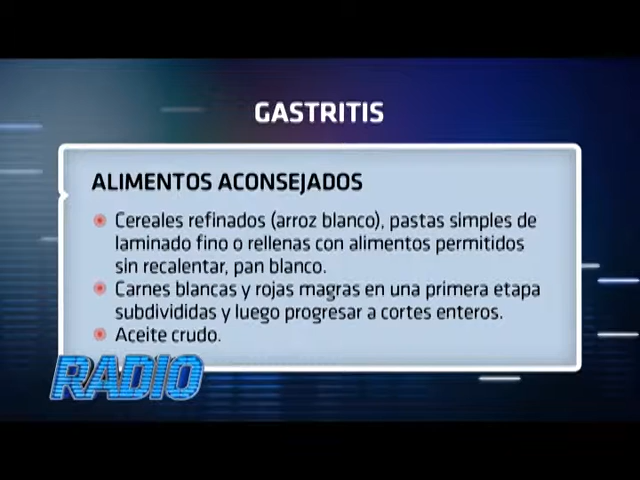 GASTRITIS
ALIMENTOS ACONSEJADOS
Cereales refinados (arroz blanco), pastas simples de
laminado fino o rellenas con alimentos permitidos
sin recalentar, pan blanco.
Carnes blancas y rojas magras en una primera etapa
subdivididas y luego progresar a cortes enteros.
Aceite crudo.
RADIO